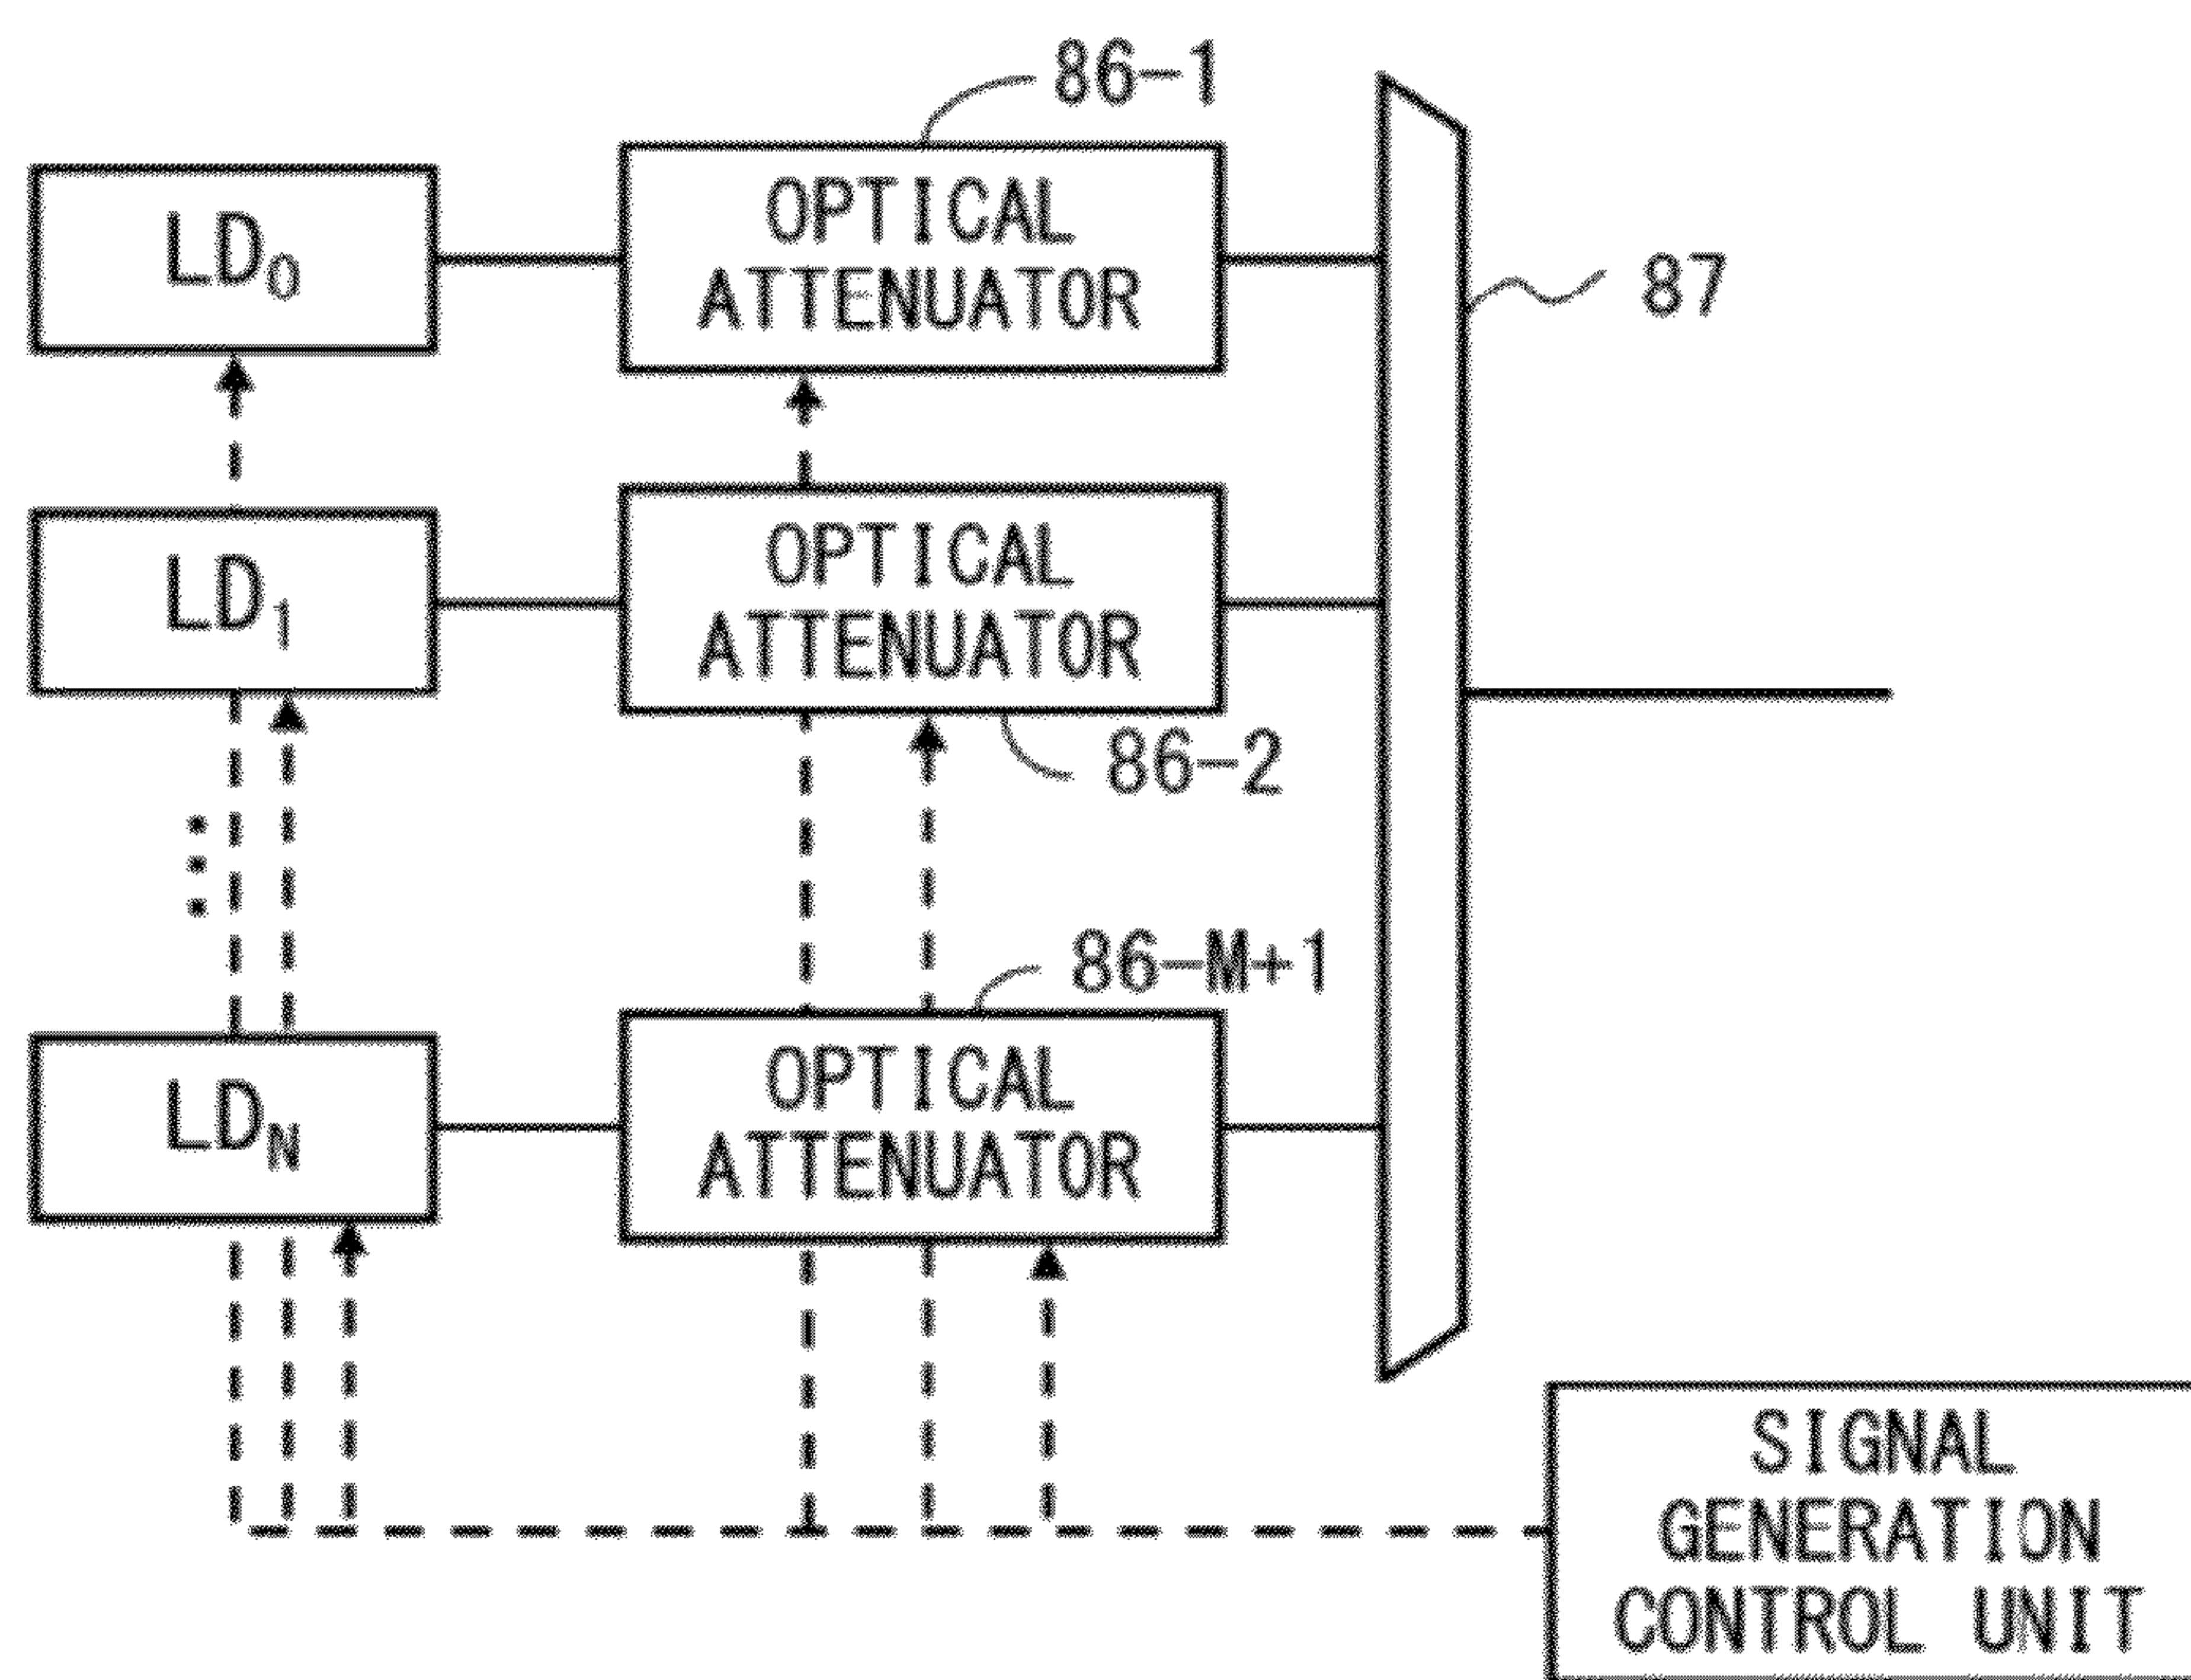 86-1
LD0
OPTICAL
ATTENUATOR
87
LD1
OPTICAL
ATTENUATOR
86-2
86-M+1
LDN
OPTICAL
ATTENUATOR
SIGNAL
GENERATION
CONTROL UNIT